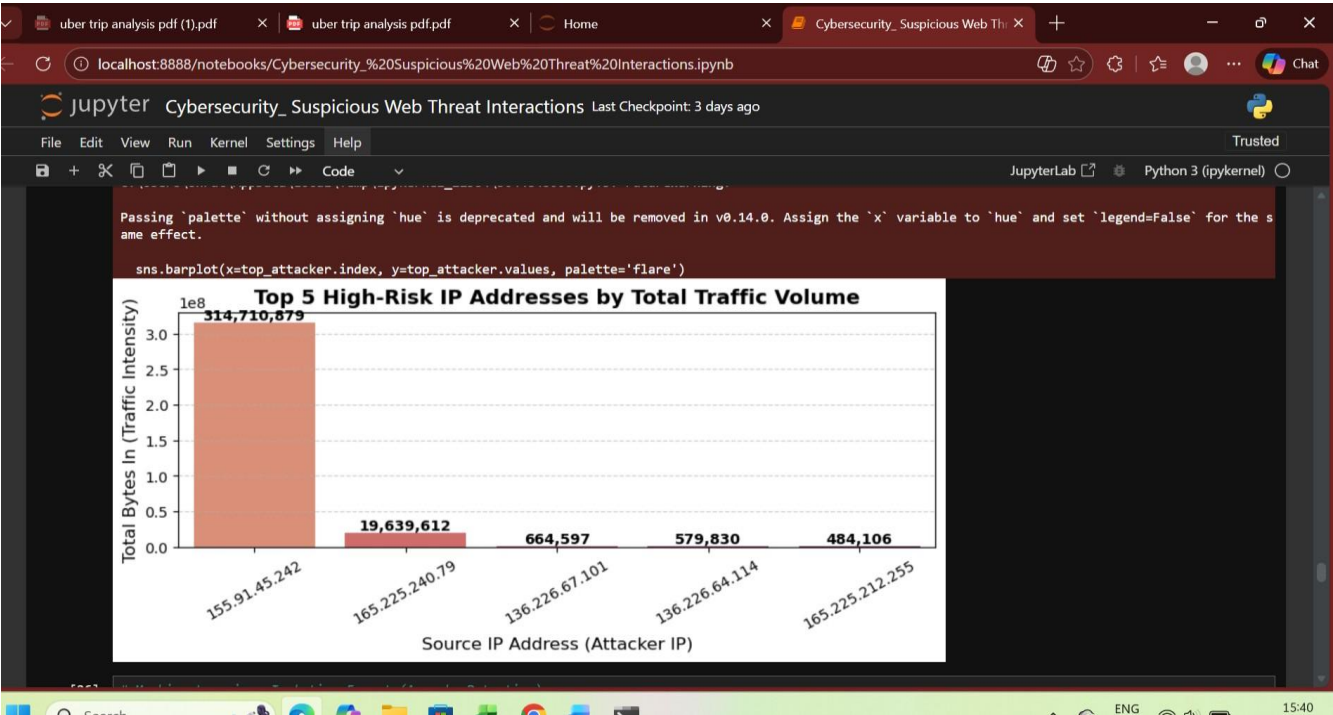 uber trip analysis pdf (1).pdf
uber trip analysis pdf.pdf
Home
Cybersecurity_ Suspicious Web Thr
localhost:8888/notebooks/Cybersecurity_%20Suspicious%20Web%20Threat%20Interactions.ipynb
Chat
jupyter Cybersecurity_ Suspicious Web Threat Interactions Last Checkpoint: 3 days ago
File Edit View Run Kernel Settings Help
Trusted
Code
JupyterLab
Python 3 (ipykernel)
Passing `palette` without assigning `hue` is deprecated and will be removed in v0.14.0. Assign the `x` variable to `hue` and set `legend=False` for the s
ame effect.
sns.barplot(x=top_attacker.index, y=top_attacker.values, palette='flare')
Top 5 High-Risk IP Addresses by Total Traffic Volume
1e8
Total Bytes In (Traffic Intensity)
3.0
2.5
2.0
1.5
1.0
0.5
0.0
314,710,879
19,639,612
664,597
579,830
484,106
155.91.45.242
165.225.240.79
136.226.67.101
136.226.64.114
165.225.212.255
Source IP Address (Attacker IP)
Search
ENG
15:40